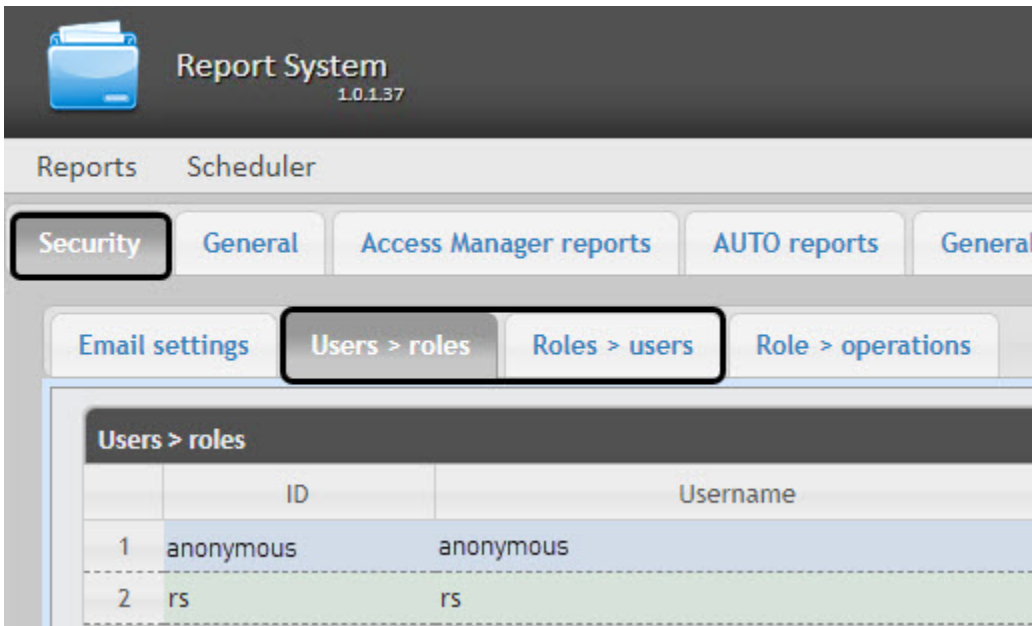 Report System
1.0.1.37
Reports Scheduler
Security General Access Manager reports AUTO reports General
Email settings Users > roles Roles > users Role > operations
Users > roles
ID Username
1 anonymous anonymous
2 rs rs